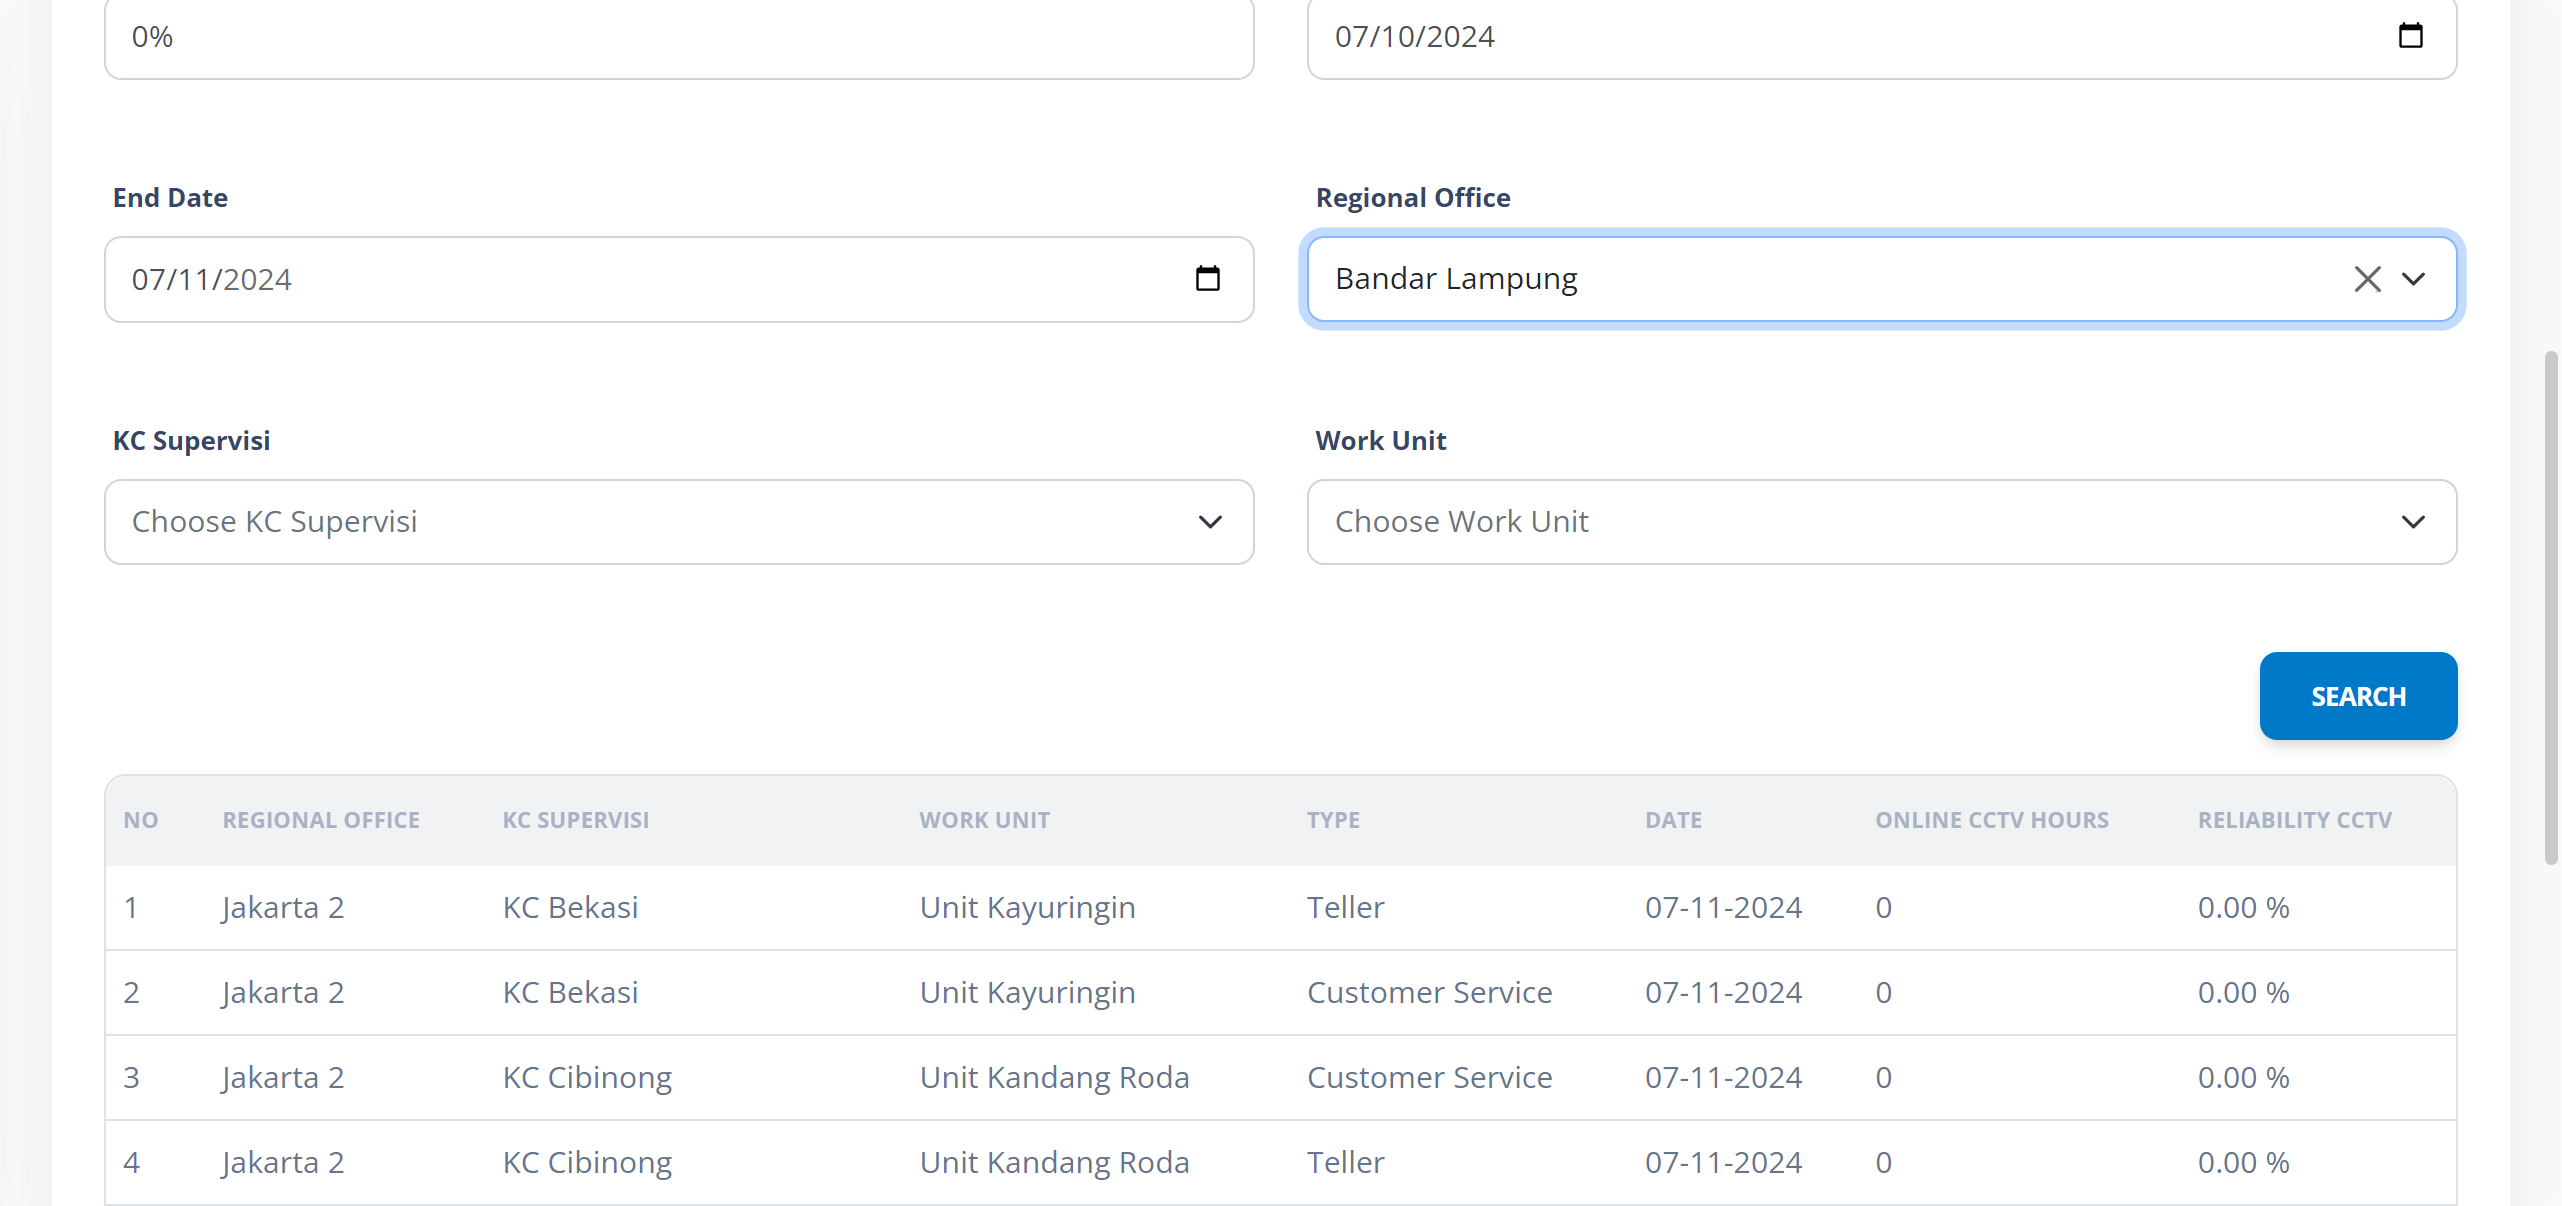 0% 07/10/2024
End Date Regional Office
07/11/2024 Bandar Lampung
KC Supervisi Work Unit
Choose KC Supervisi Choose Work Unit
SEARCH
NO REGIONAL OFFICE KC SUPERVISI WORK UNIT TYPE DATE ONLINE CCTV HOURS RELIABILITY CCTV
1 Jakarta 2 KC Bekasi Unit Kayuringin Teller 07-11-2024 0 0.00 %
2 Jakarta 2 KC Bekasi Unit Kayuringin Customer Service 07-11-2024 0 0.00 %
3 Jakarta 2 KC Cibinong Unit Kandang Roda Customer Service 07-11-2024 0 0.00 %
4 Jakarta 2 KC Cibinong Unit Kandang Roda Teller 07-11-2024 0 0.00 %